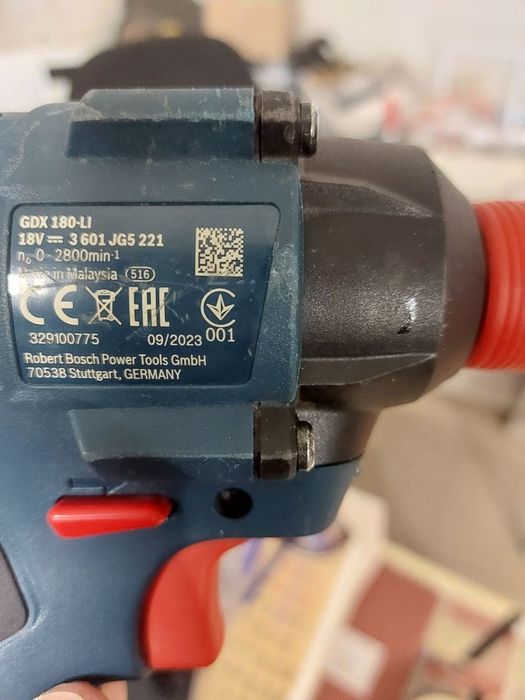 GDX 180-LI
18V ⎓ 3 601 JG5 221
n₀ 0 - 2800min⁻¹
Made in Malaysia 516
CE EAC 001
329100775 09/2023
Robert Bosch Power Tools GmbH
70538 Stuttgart, GERMANY